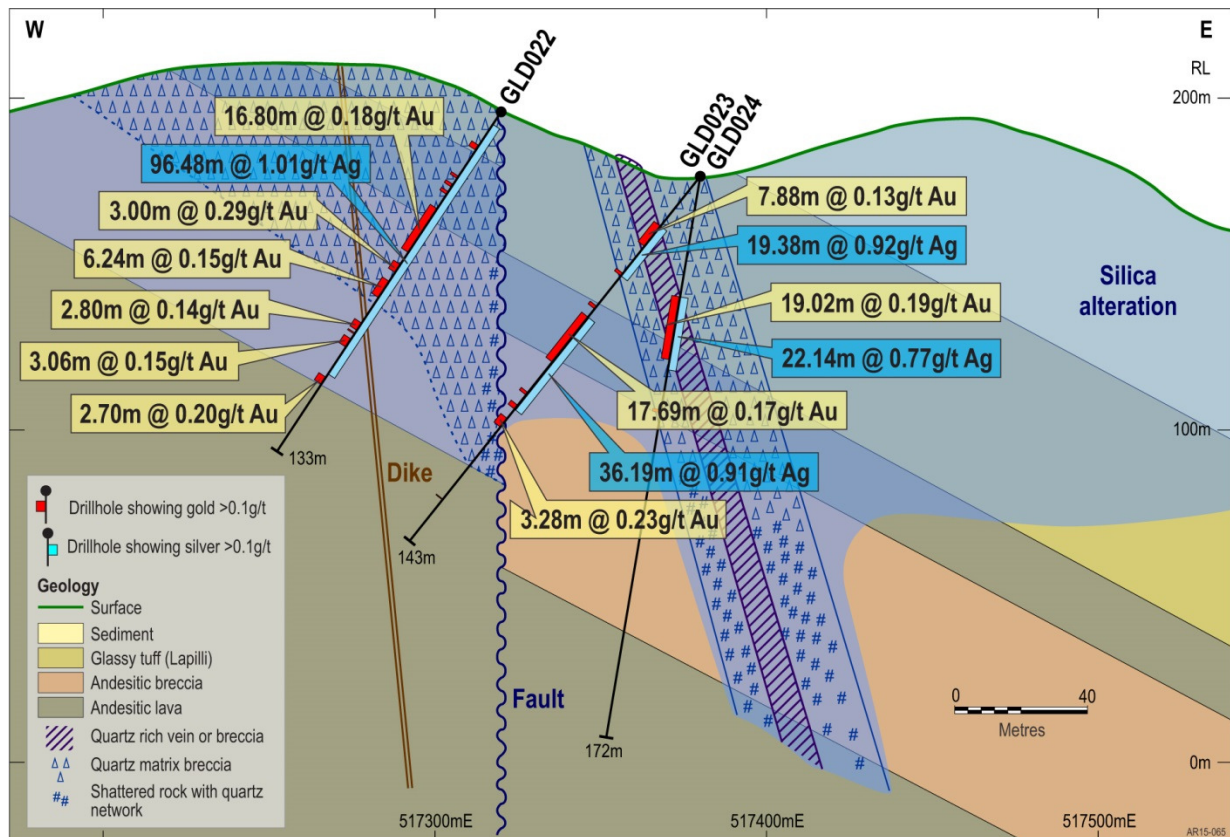 W
E
RL
200m
100m
0m
GLD022
GLD023
GLD024
16.80m @ 0.18g/t Au
96.48m @ 1.01g/t Ag
3.00m @ 0.29g/t Au
6.24m @ 0.15g/t Au
2.80m @ 0.14g/t Au
3.06m @ 0.15g/t Au
2.70m @ 0.20g/t Au
7.88m @ 0.13g/t Au
19.38m @ 0.92g/t Ag
19.02m @ 0.19g/t Au
22.14m @ 0.77g/t Ag
17.69m @ 0.17g/t Au
36.19m @ 0.91g/t Ag
3.28m @ 0.23g/t Au
Silica
alteration
133m
143m
172m
Dike
Fault
Drillhole showing gold >0.1g/t
Drillhole showing silver >0.1g/t
Geology
Surface
Sediment
Glassy tuff (Lapilli)
Andesitic breccia
Andesitic lava
Quartz rich vein or breccia
Quartz matrix breccia
Shattered rock with quartz
network
0 40
Metres
517300mE
517400mE
517500mE
AR15-065